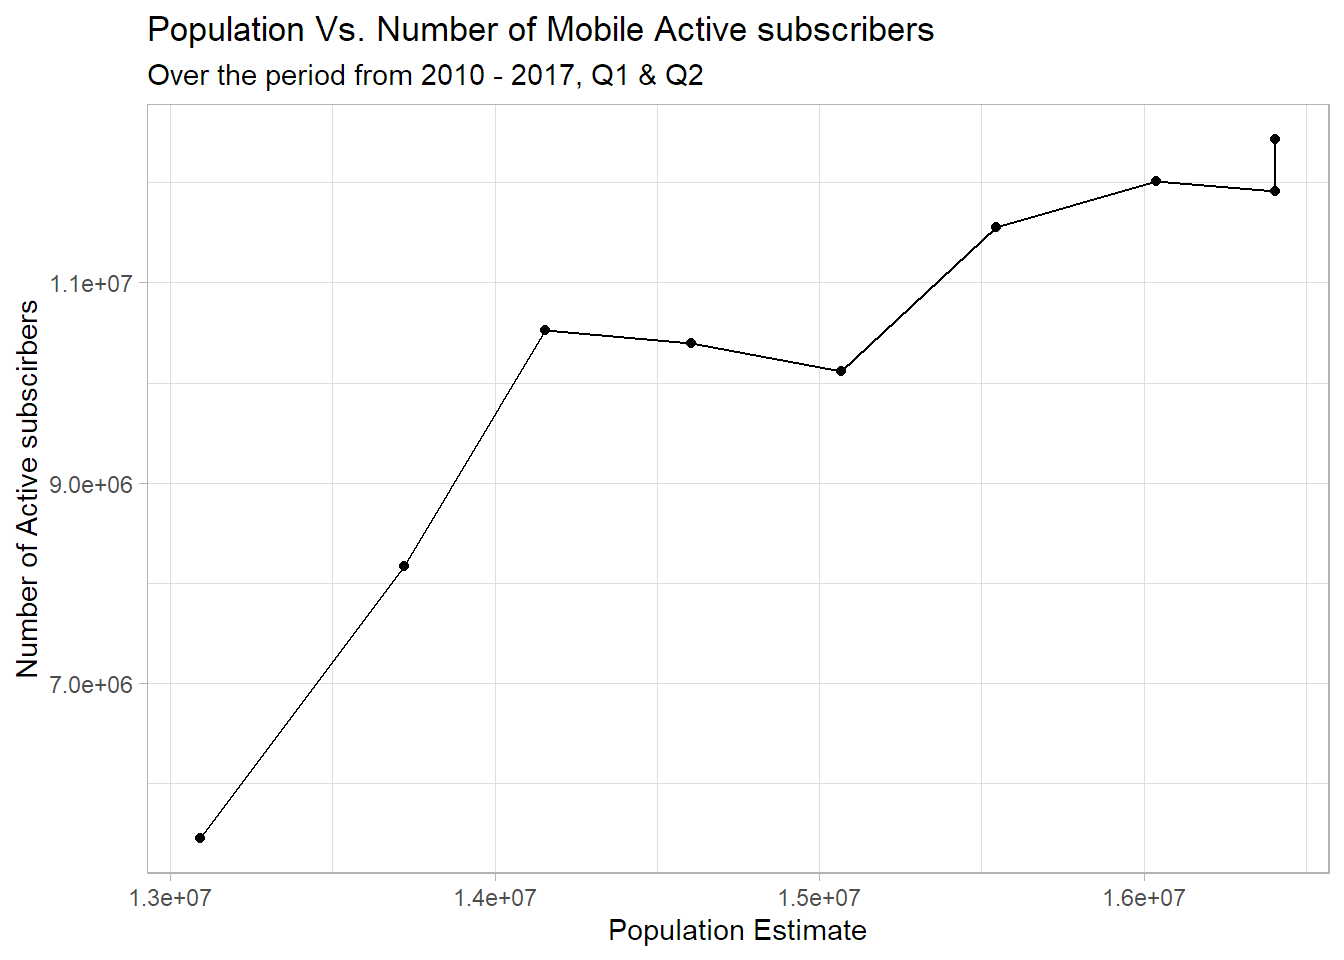 Population Vs. Number of Mobile Active subscribers
Over the period from 2010 - 2017, Q1 & Q2
Number of Active subscirbers
1.1e+07
9.0e+06
7.0e+06
1.3e+07
1.4e+07
1.5e+07
1.6e+07
Population Estimate